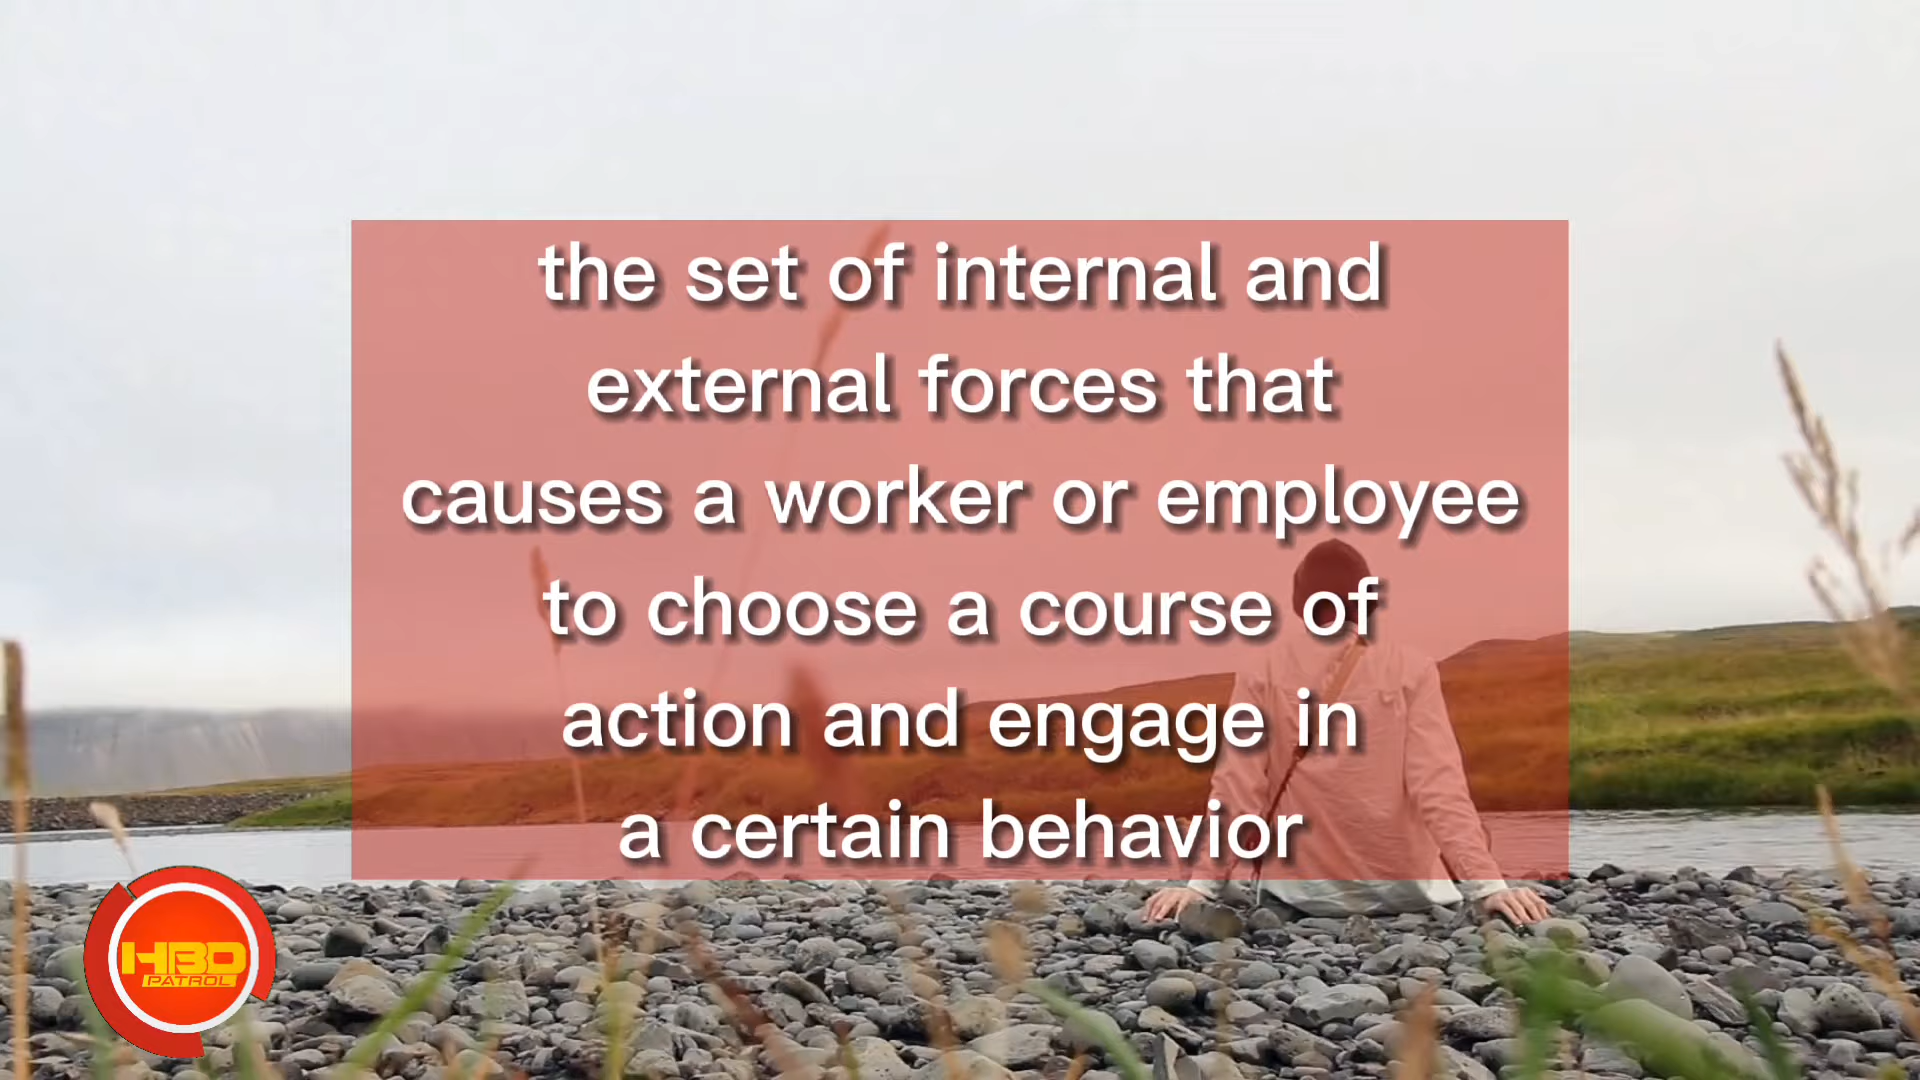 the set of internal and
external forces that
causes a worker or employee
to choose a course of
action and engage in
a certain behavior
HBD
PATROL